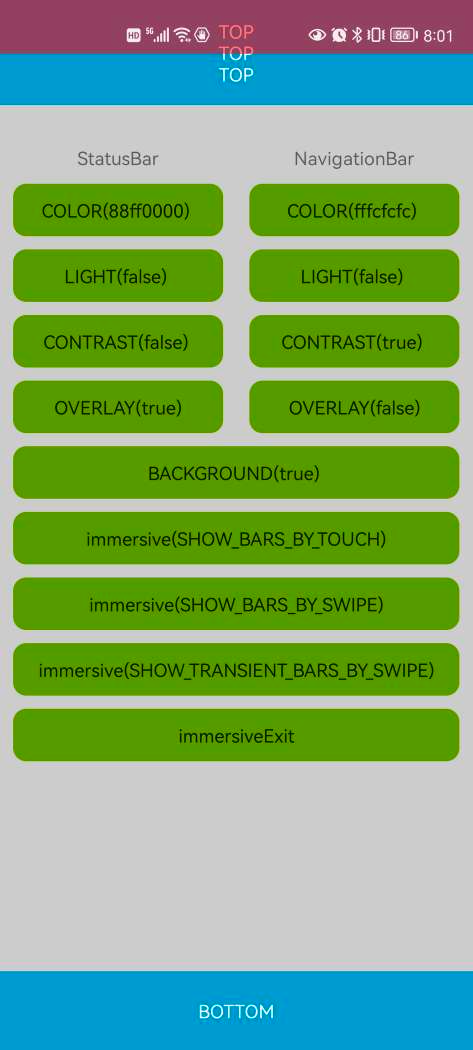 HD 5G TOP 86 8:01
TOP
TOP
StatusBar NavigationBar
COLOR(88ff0000) COLOR(fffcfcfc)
LIGHT(false) LIGHT(false)
CONTRAST(false) CONTRAST(true)
OVERLAY(true) OVERLAY(false)
BACKGROUND(true)
immersive(SHOW_BARS_BY_TOUCH)
immersive(SHOW_BARS_BY_SWIPE)
immersive(SHOW_TRANSIENT_BARS_BY_SWIPE)
immersiveExit
BOTTOM